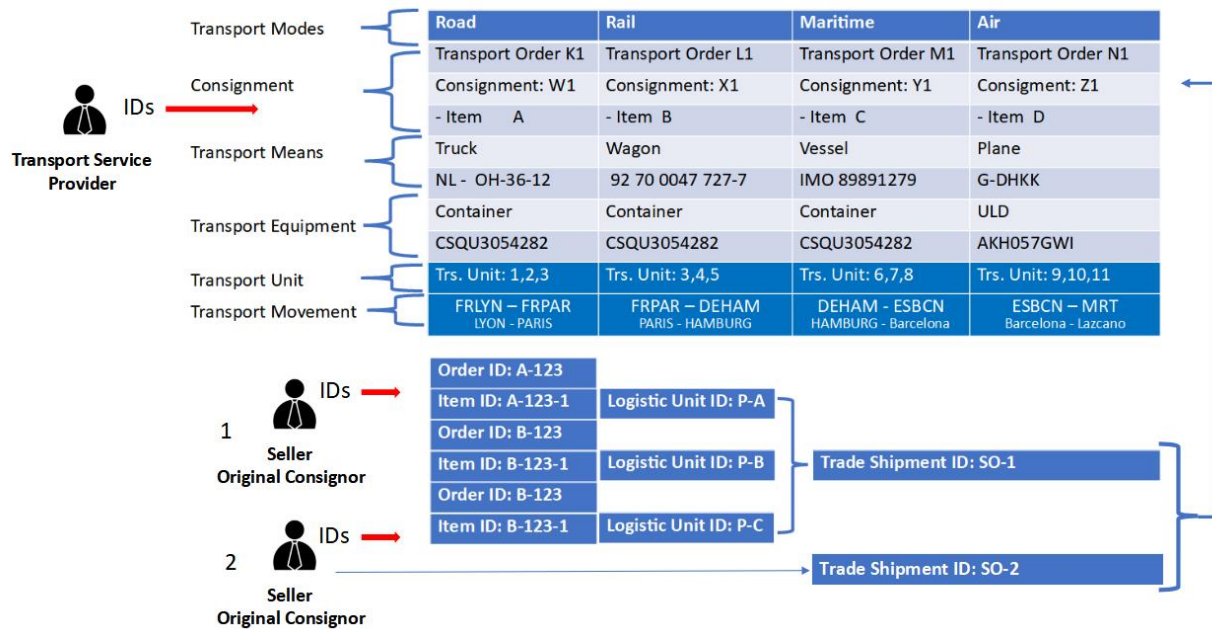 Transport Modes
Road Rail Maritime Air
Transport Order K1 Transport Order L1 Transport Order M1 Transport Order N1
Consignment
Consignment: W1 Consignment: X1 Consignment: Y1 Consigment: Z1
- Item A - Item B - Item C - Item D
IDs
Transport Service
Provider
Transport Means
Truck Wagon Vessel Plane
NL - OH-36-12 92 70 0047 727-7 IMO 89891279 G-DHKK
Transport Equipment
Container Container Container ULD
CSQU3054282 CSQU3054282 CSQU3054282 AKH057GWI
Transport Unit
Trs. Unit: 1,2,3 Trs. Unit: 3,4,5 Trs. Unit: 6,7,8 Trs. Unit: 9,10,11
Transport Movement
FRLYN – FRPAR FRPAR – DEHAM DEHAM - ESBCN ESBCN – MRT
LYON - PARIS PARIS - HAMBURG HAMBURG - Barcelona Barcelona - Lazcano
Order ID: A-123
IDs
Item ID: A-123-1 Logistic Unit ID: P-A
1
Order ID: B-123
Seller
Original Consignor
Item ID: B-123-1 Logistic Unit ID: P-B Trade Shipment ID: SO-1
Order ID: B-123
Item ID: B-123-1 Logistic Unit ID: P-C
IDs
2
Trade Shipment ID: SO-2
Seller
Original Consignor